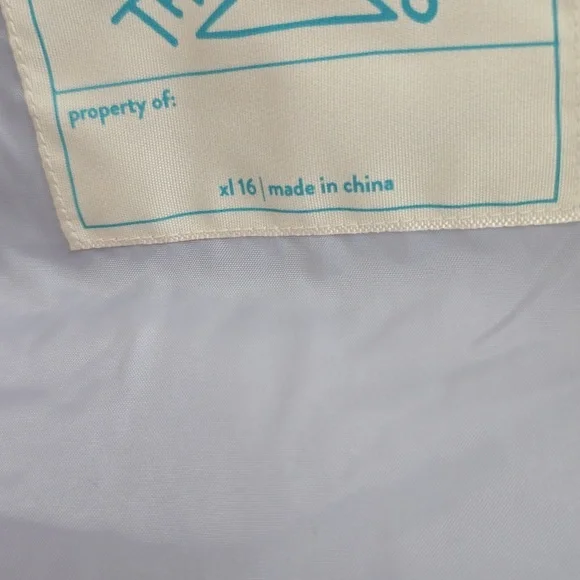 property of:
xl 16 | made in china